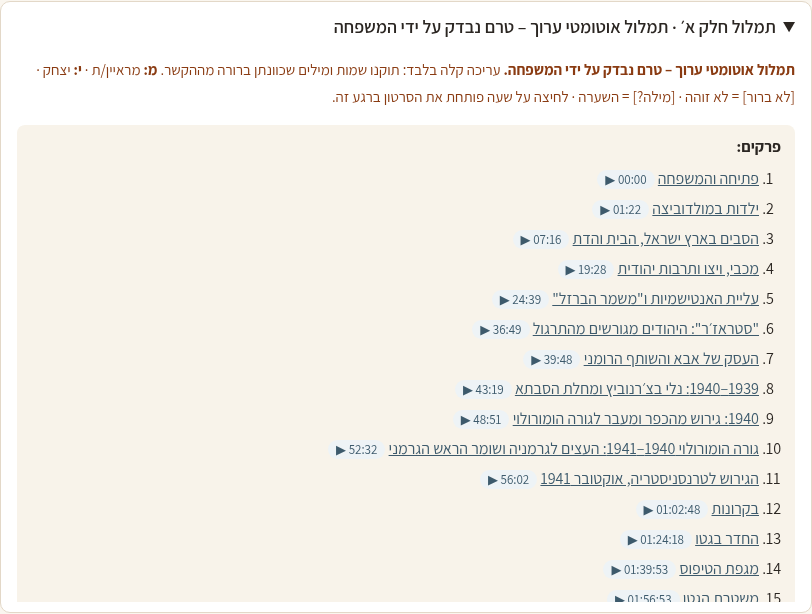 ▼ תמלול חלק א׳ · תמלול אוטומטי ערוך – טרם נבדק על ידי המשפחה
תמלול אוטומטי ערוך – טרם נבדק על ידי המשפחה. עריכה קלה בלבד: תוקנו שמות ומילים שכוונתן ברורה מההקשר. מ: מראיין/ת · י: יצחק ·
[לא ברור] = לא זוהה · [מילה?] = השערה · לחיצה על שעה פותחת את הסרטון ברגע זה.
פרקים:
1. פתיחה והמשפחה 00:00 ▶
2. ילדות במולדוביצה 01:22 ▶
3. הסבים בארץ ישראל, הבית והדת 07:16 ▶
4. מכבי, ויצו ותרבות יהודית 19:28 ▶
5. עליית האנטישמיות ו"משמר הברזל" 24:39 ▶
6. "סטראז׳ר": היהודים מגורשים מהתרגול 36:49 ▶
7. העסק של אבא והשותף הרומני 39:48 ▶
8. 1939–1940: נלי בצ׳רנוביץ ומחלת הסבתא 43:19 ▶
9. 1940: גירוש מהכפר ומעבר לגורה הומורולוי 48:51 ▶
10. גורה הומורולוי 1940–1941: העצים לגרמניה ושומר הראש הגרמני 52:32 ▶
11. הגירוש לטרנסניסטריה, אוקטובר 1941 56:02 ▶
12. בקרונות 01:02:48 ▶
13. החדר בגטו 01:24:18 ▶
14. מגפת הטיפוס 01:39:53 ▶
15. משטרת הגטו 01:56:53 ▶